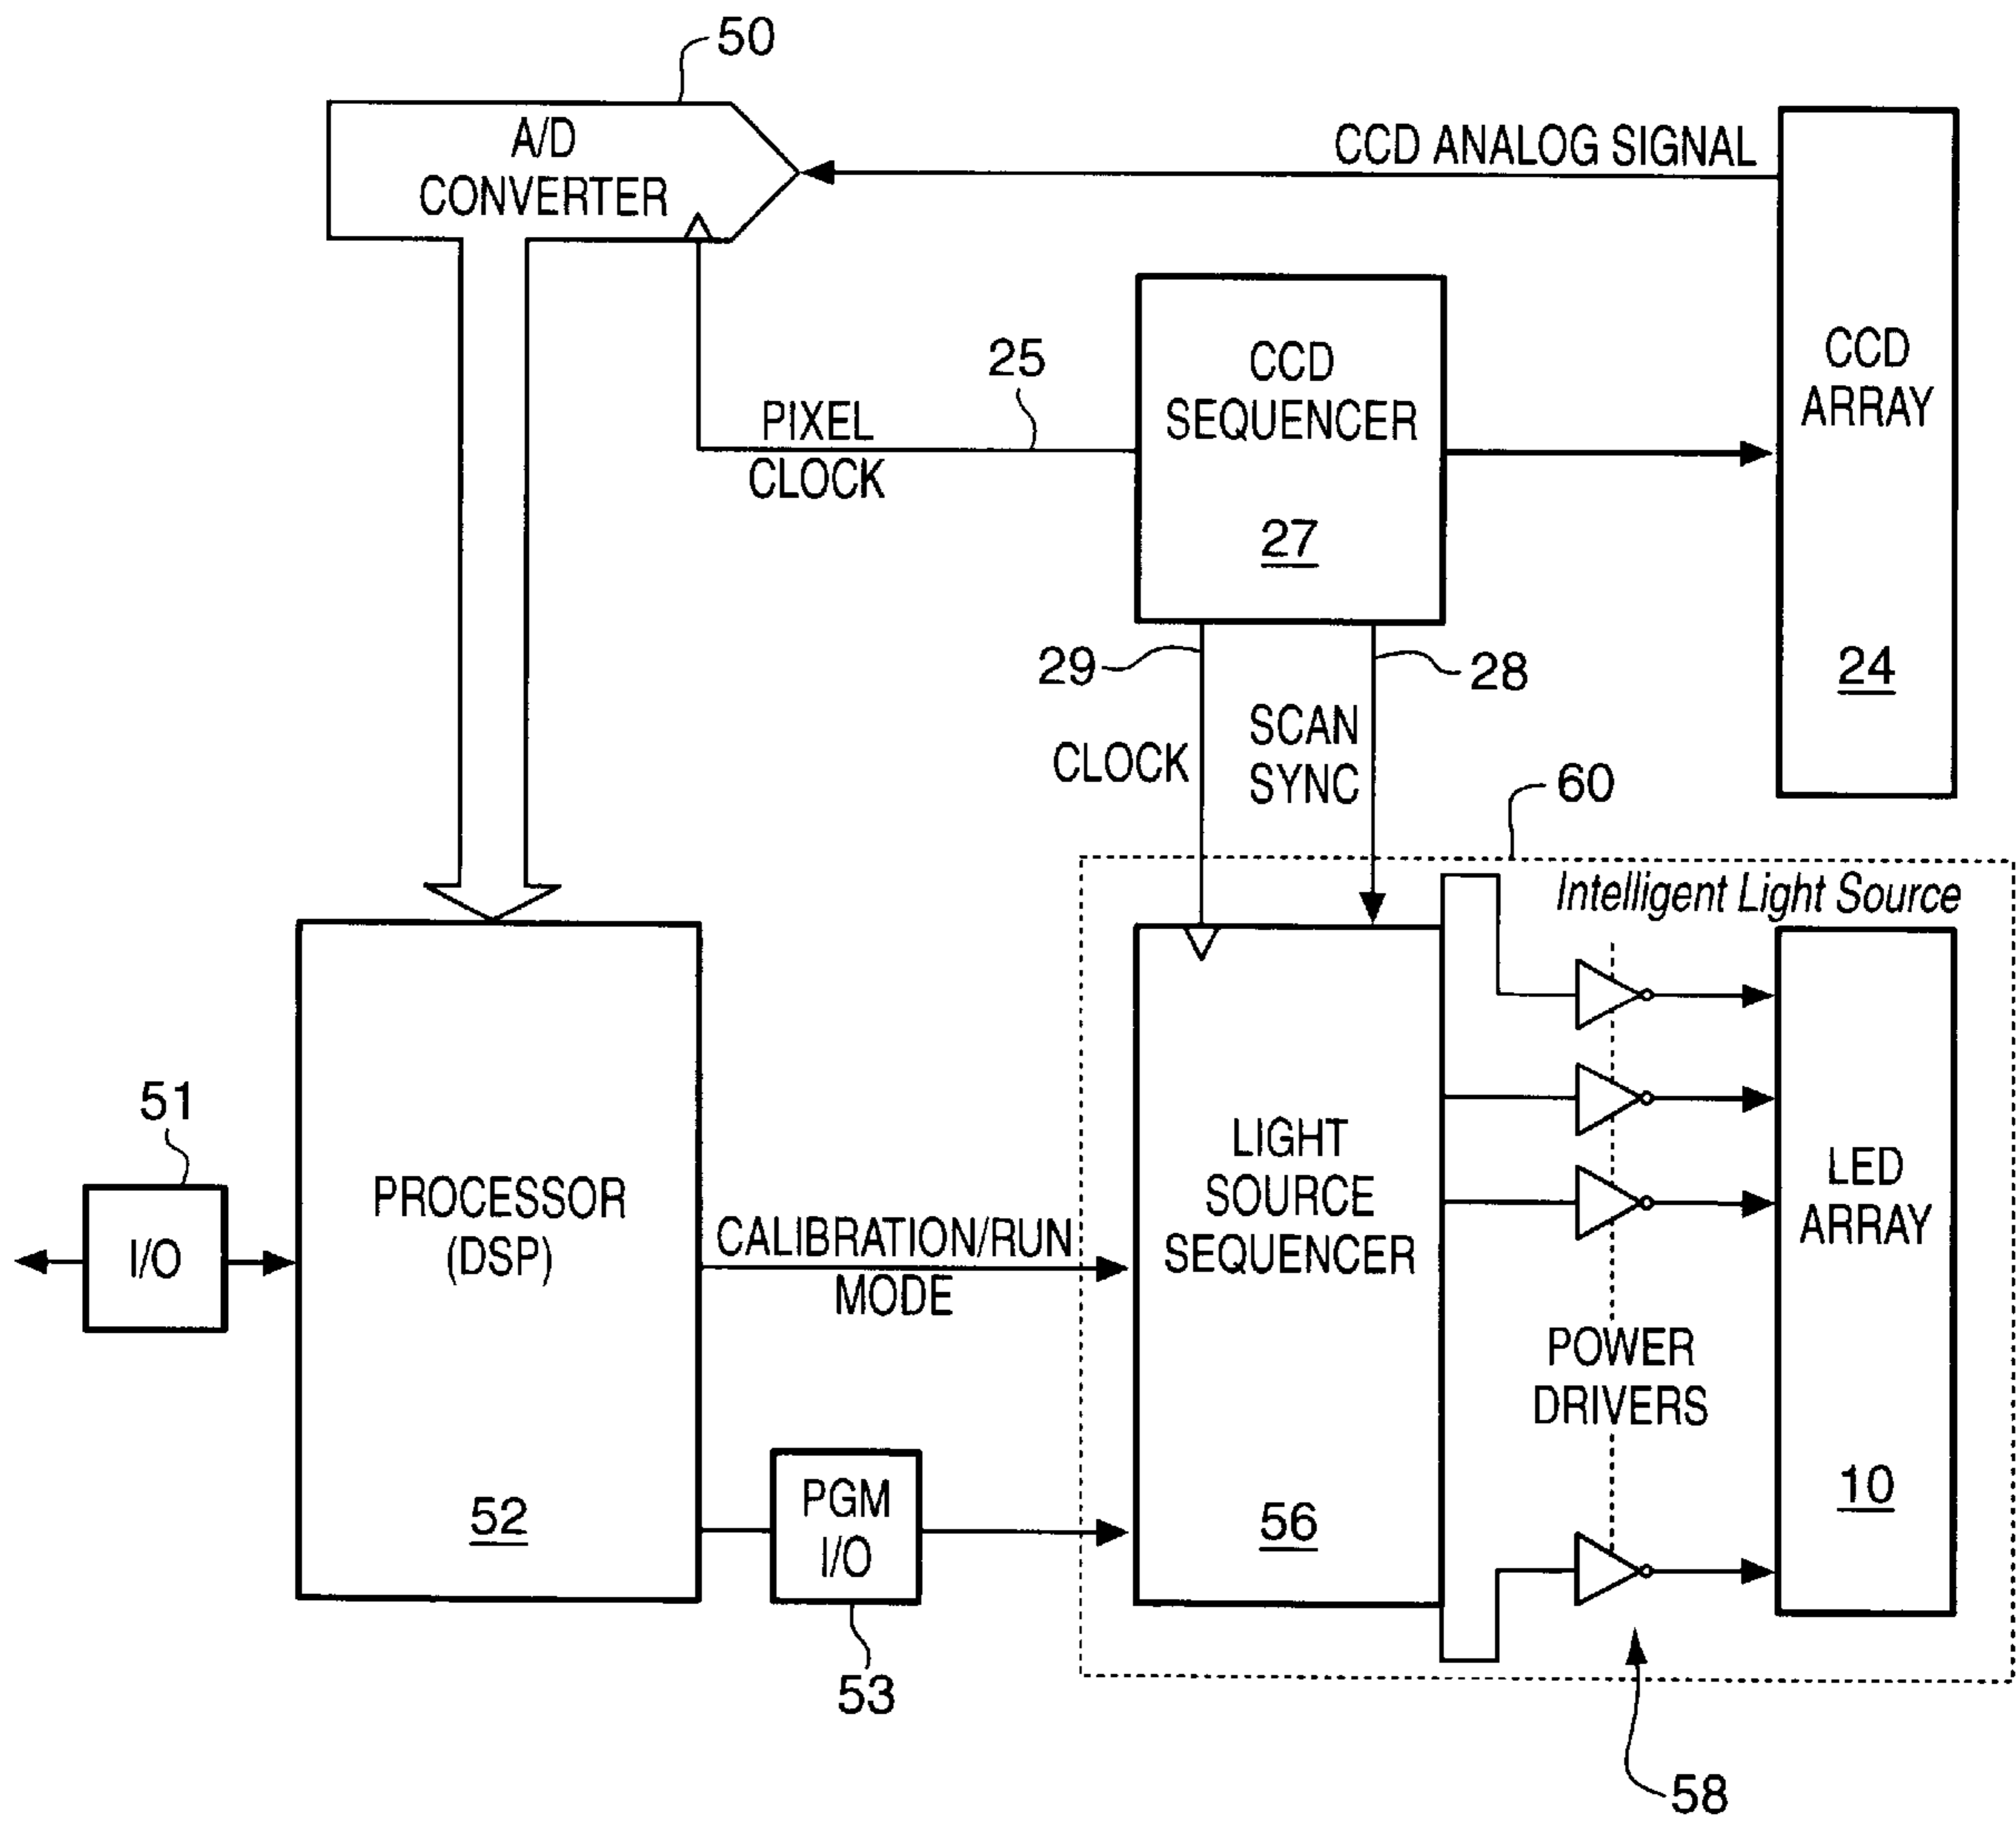 50
A/D
CONVERTER
CCD ANALOG SIGNAL
CCD
ARRAY
24
25
PIXEL
CLOCK
CCD
SEQUENCER
27
29
28
CLOCK
SCAN
SYNC
60
Intelligent Light Source
51
I/O
PROCESSOR
(DSP)
52
CALIBRATION/RUN
MODE
PGM
I/O
53
LIGHT
SOURCE
SEQUENCER
56
POWER
DRIVERS
LED
ARRAY
10
58